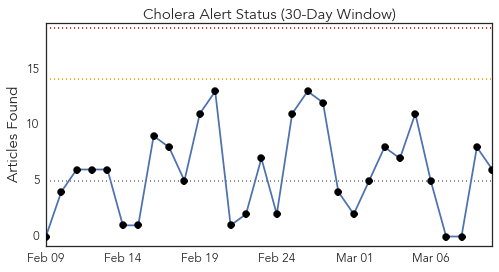 Cholera Alert Status (30-Day Window)
Articles Found
15
10
5
0
Feb 09 Feb 14 Feb 19 Feb 24 Mar 01 Mar 06